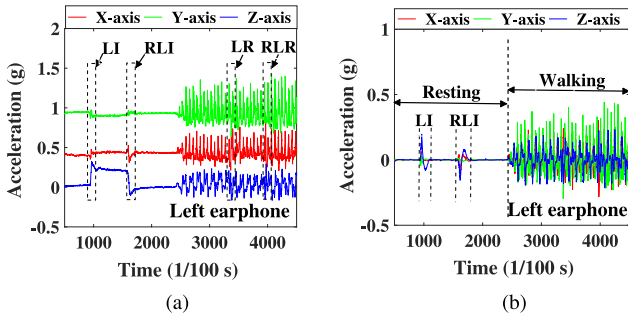 X-axis Y-axis Z-axis
LI RLI LR RLR
Acceleration (g)
2
1.5
1
0.5
0
-0.5
Left earphone
1000 2000 3000 4000
Time (1/100 s)
(a)
X-axis Y-axis Z-axis
Acceleration (g)
1
0.5
0
-0.5
Resting Walking
LI RLI
Left earphone
1000 2000 3000 4000
Time (1/100 s)
(b)